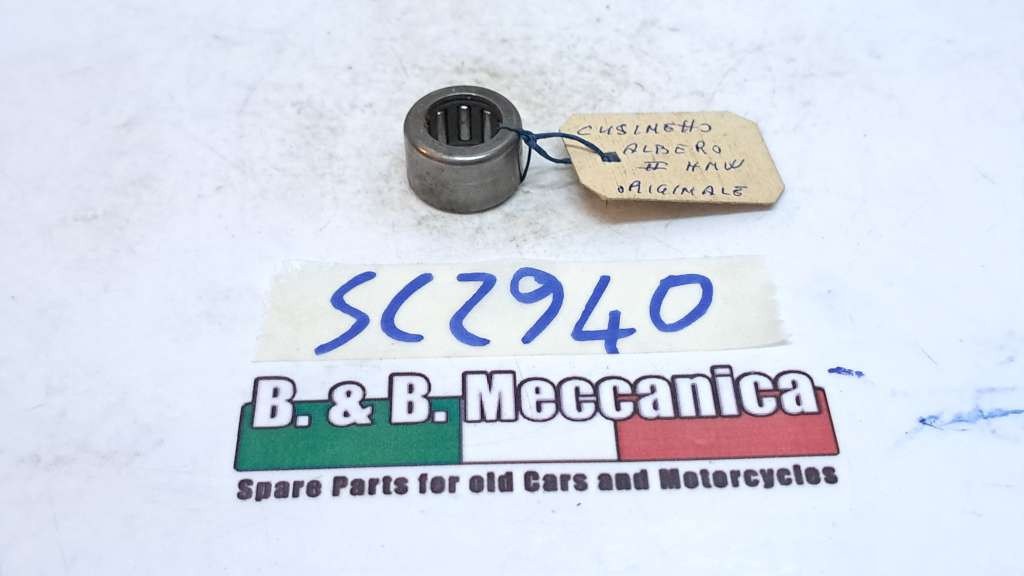 CUSINETTO
ALBERO
II HMW
ORIGINALE
SC2940
B. & B. Meccanica
Spare Parts for old Cars and Motorcycles